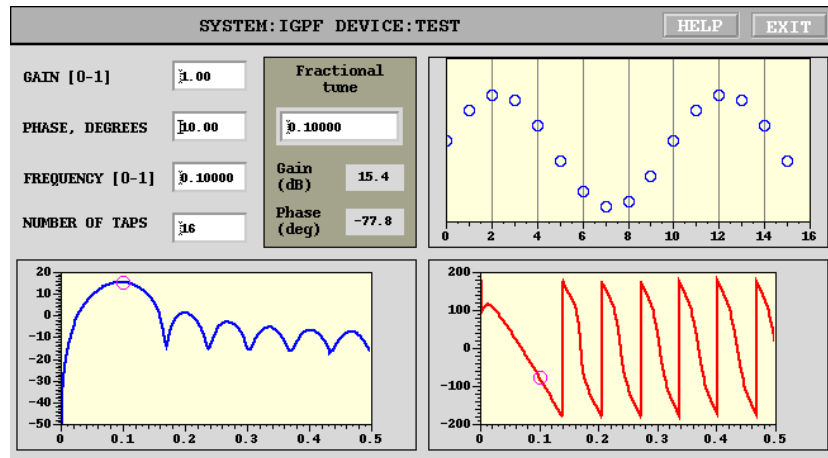 SYSTEM:IGPF DEVICE:TEST
HELP
EXIT
GAIN [0-1]
1.00
PHASE, DEGREES
10.00
FREQUENCY [0-1]
0.10000
NUMBER OF TAPS
16
Fractional
tune
0.10000
Gain
(dB)
15.4
Phase
(deg)
-77.8
0 2 4 6 8 10 12 14 16
20
10
0
-10
-20
-30
-40
-50
0 0.1 0.2 0.3 0.4 0.5
200
100
0
-100
-200
0 0.1 0.2 0.3 0.4 0.5